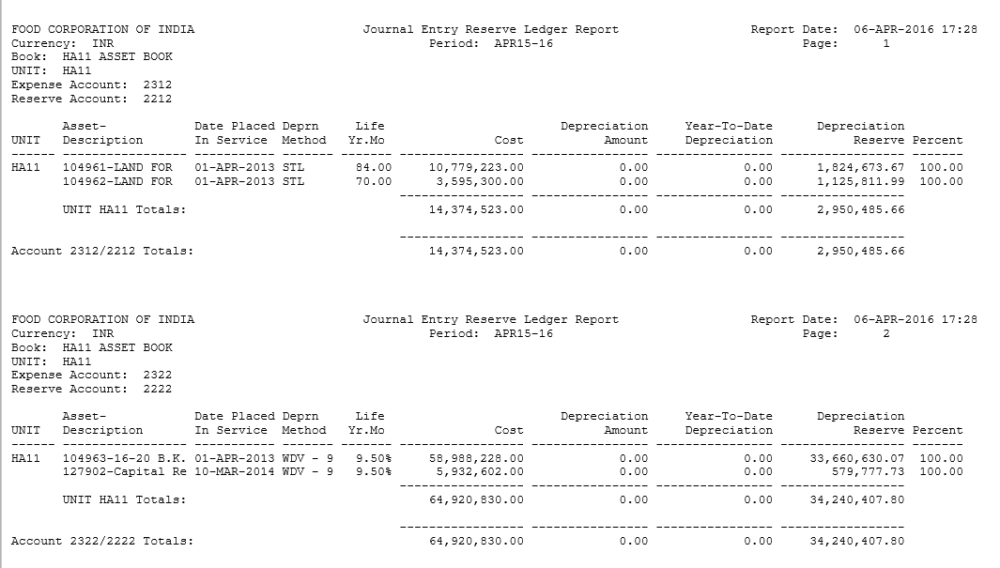 FOOD CORPORATION OF INDIA                       Journal Entry Reserve Ledger Report                  Report Date:  06-APR-2016 17:28
Currency:  INR                                           Period:  APR15-16                                  Page:      1
Book:  HA11 ASSET BOOK
UNIT:  HA11
Expense Account:  2312
Reserve Account:  2212
       Asset-            Date Placed Deprn     Life                            Depreciation     Year-To-Date      Depreciation
UNIT   Description       In Service  Method   Yr.Mo               Cost               Amount     Depreciation           Reserve Percent
------ ----------------- ----------- ------- ------- ----------------- ---------------- ---------------- ----------------- -------
HA11   104961-LAND FOR   01-APR-2013 STL      84.00      10,779,223.00             0.00             0.00      1,824,673.67  100.00
       104962-LAND FOR   01-APR-2013 STL      70.00       3,595,300.00             0.00             0.00      1,125,811.99  100.00
                                                     ----------------- ---------------- ---------------- -----------------
       UNIT HA11 Totals:                                 14,374,523.00             0.00             0.00      2,950,485.66
                                                     ----------------- ---------------- ---------------- -----------------
Account 2312/2212 Totals:                                14,374,523.00             0.00             0.00      2,950,485.66
FOOD CORPORATION OF INDIA                       Journal Entry Reserve Ledger Report                  Report Date:  06-APR-2016 17:28
Currency:  INR                                           Period:  APR15-16                                  Page:      2
Book:  HA11 ASSET BOOK
UNIT:  HA11
Expense Account:  2322
Reserve Account:  2222
       Asset-            Date Placed Deprn     Life                            Depreciation     Year-To-Date      Depreciation
UNIT   Description       In Service  Method   Yr.Mo               Cost               Amount     Depreciation           Reserve Percent
------ ----------------- ----------- ------- ------- ----------------- ---------------- ---------------- ----------------- -------
HA11   104963-16-20 B.K. 01-APR-2013 WDV - 9  9.50%      58,988,228.00             0.00             0.00     33,660,630.07  100.00
       127902-Capital Re 10-MAR-2014 WDV - 9  9.50%       5,932,602.00             0.00             0.00        579,777.73  100.00
                                                     ----------------- ---------------- ---------------- -----------------
       UNIT HA11 Totals:                                 64,920,830.00             0.00             0.00     34,240,407.80
                                                     ----------------- ---------------- ---------------- -----------------
Account 2322/2222 Totals:                                64,920,830.00             0.00             0.00     34,240,407.80